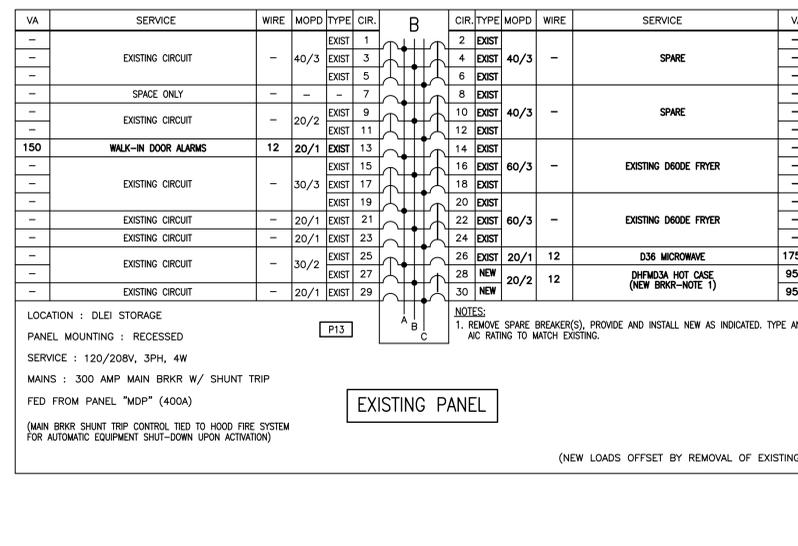 VA SERVICE WIRE MOPD TYPE CIR. B CIR. TYPE MOPD WIRE SERVICE
– EXIST 1 2 EXIST
– EXISTING CIRCUIT – 40/3 EXIST 3 4 EXIST 40/3 – SPARE –
– EXIST 5 6 EXIST –
– SPACE ONLY – – – 7 8 EXIST –
– EXISTING CIRCUIT – 20/2 EXIST 9 10 EXIST 40/3 – SPARE –
– EXIST 11 12 EXIST –
150 WALK-IN DOOR ALARMS 12 20/1 EXIST 13 14 EXIST –
– EXIST 15 16 EXIST 60/3 – EXISTING D60DE FRYER –
– EXISTING CIRCUIT – 30/3 EXIST 17 18 EXIST –
– EXIST 19 20 EXIST –
– EXISTING CIRCUIT – 20/1 EXIST 21 22 EXIST 60/3 – EXISTING D60DE FRYER –
– EXISTING CIRCUIT – 20/1 EXIST 23 24 EXIST –
– EXISTING CIRCUIT – 30/2 EXIST 25 26 EXIST 20/1 12 D36 MICROWAVE 175
– EXIST 27 28 NEW 20/2 12 DHFMD3A HOT CASE 95
– EXISTING CIRCUIT – 20/1 EXIST 29 30 NEW (NEW BRKR-NOTE 1) 95
A B C
LOCATION : DLEI STORAGE
PANEL MOUNTING : RECESSED
P13
SERVICE : 120/208V, 3PH, 4W
MAINS : 300 AMP MAIN BRKR W/ SHUNT TRIP
FED FROM PANEL "MDP" (400A)
(MAIN BRKR SHUNT TRIP CONTROL TIED TO HOOD FIRE SYSTEM
FOR AUTOMATIC EQUIPMENT SHUT-DOWN UPON ACTIVATION)
NOTES:
1. REMOVE SPARE BREAKER(S), PROVIDE AND INSTALL NEW AS INDICATED. TYPE
AIC RATING TO MATCH EXISTING.
EXISTING PANEL
(NEW LOADS OFFSET BY REMOVAL OF EXISTING